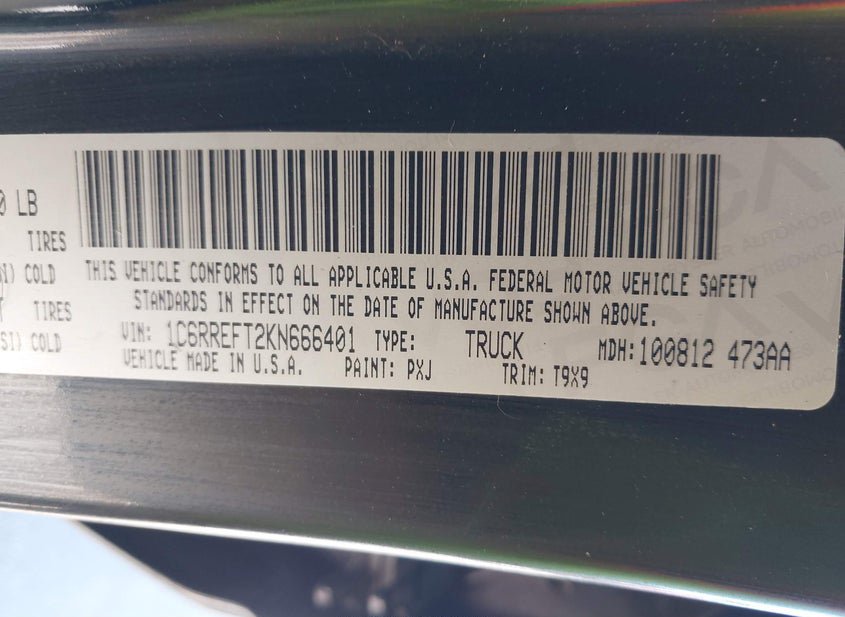 0 LB
TIRES
COLD
TIRES
SI) COLD
THIS VEHICLE CONFORMS TO ALL APPLICABLE U.S.A. FEDERAL MOTOR VEHICLE SAFETY
STANDARDS IN EFFECT ON THE DATE OF MANUFACTURE SHOWN ABOVE.
VIN: 1C6RREFT2KN666401 TYPE: TRUCK MDH: 100812 473AA
VEHICLE MADE IN U.S.A. PAINT: PXJ TRIM: T9X9